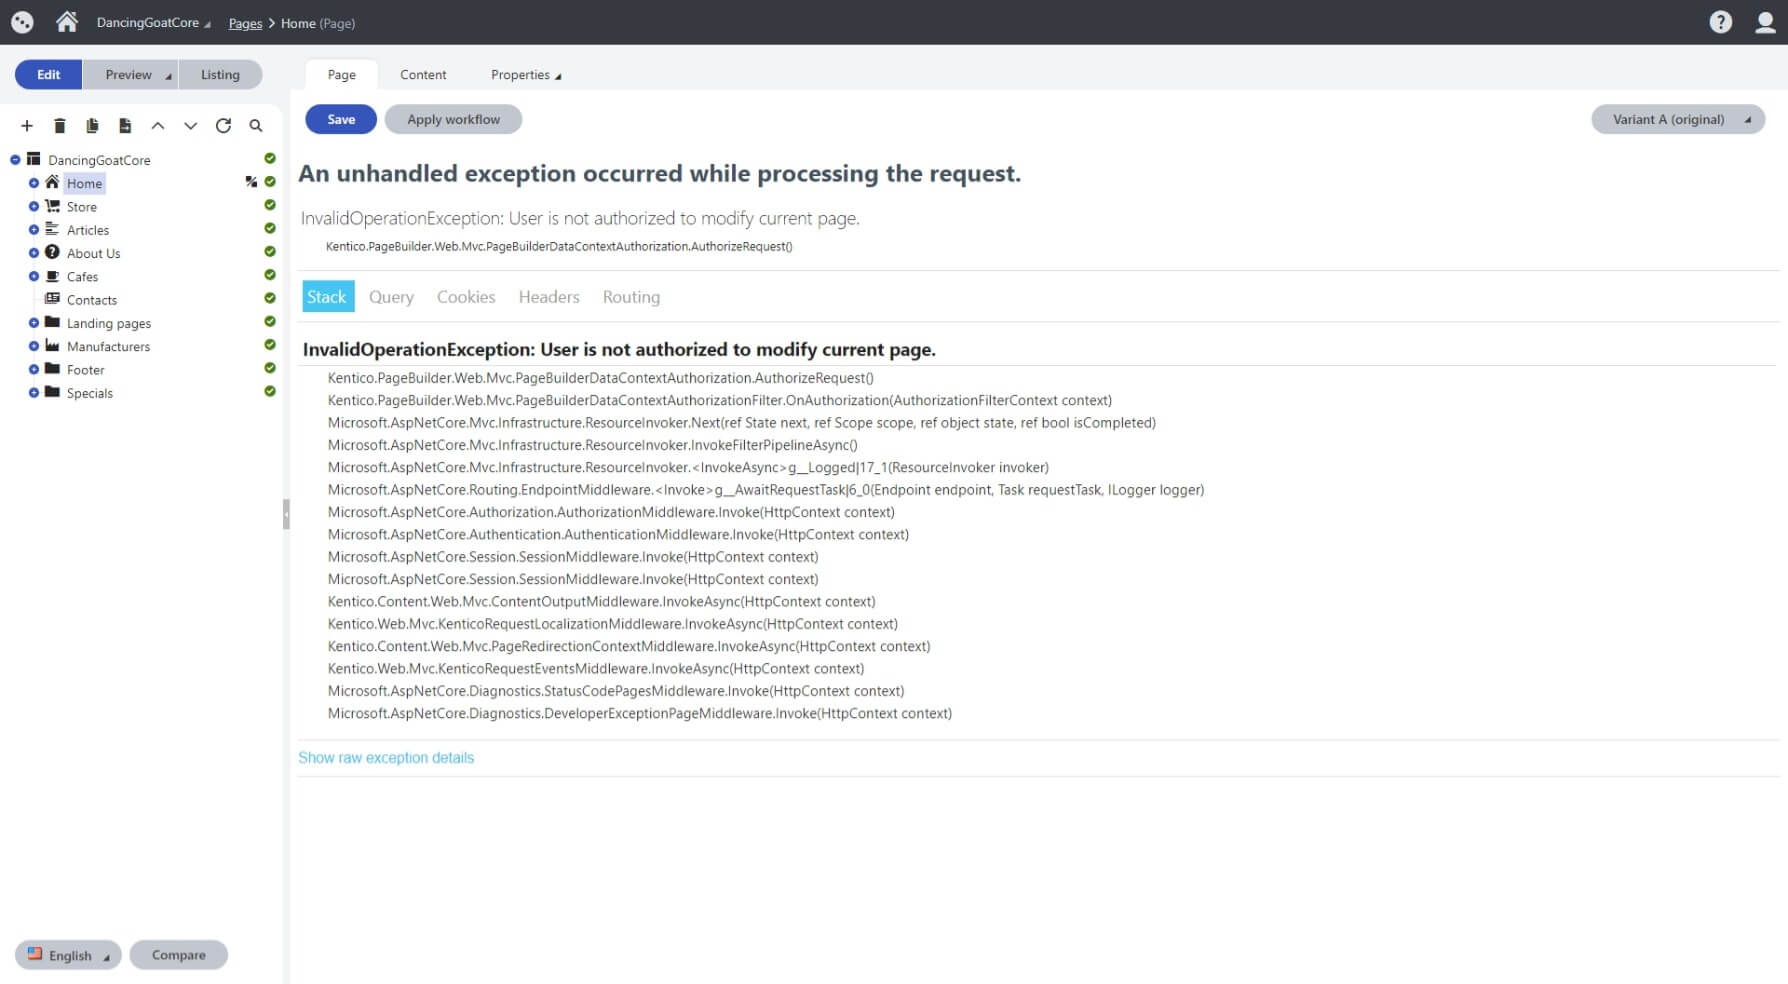 DancingGoatCore Pages > Home (Page)
Edit Preview Listing
Page Content Properties
Save Apply workflow Variant A (original)
DancingGoatCore
Home
Store
Articles
About Us
Cafes
Contacts
Landing pages
Manufacturers
Footer
Specials
English Compare
An unhandled exception occurred while processing the request.
InvalidOperationException: User is not authorized to modify current page.
Kentico.PageBuilder.Web.Mvc.PageBuilderDataContextAuthorization.AuthorizeRequest()
Stack Query Cookies Headers Routing
InvalidOperationException: User is not authorized to modify current page.
Kentico.PageBuilder.Web.Mvc.PageBuilderDataContextAuthorization.AuthorizeRequest()
Kentico.PageBuilder.Web.Mvc.PageBuilderDataContextAuthorizationFilter.OnAuthorization(AuthorizationFilterContext context)
Microsoft.AspNetCore.Mvc.Infrastructure.ResourceInvoker.Next(ref State next, ref Scope scope, ref object state, ref bool isCompleted)
Microsoft.AspNetCore.Mvc.Infrastructure.ResourceInvoker.InvokeFilterPipelineAsync()
Microsoft.AspNetCore.Mvc.Infrastructure.ResourceInvoker.<InvokeAsync>g__Logged|17_1(ResourceInvoker invoker)
Microsoft.AspNetCore.Routing.EndpointMiddleware.<Invoke>g__AwaitRequestTask|6_0(Endpoint endpoint, Task requestTask, ILogger logger)
Microsoft.AspNetCore.Authorization.AuthorizationMiddleware.Invoke(HttpContext context)
Microsoft.AspNetCore.Authentication.AuthenticationMiddleware.Invoke(HttpContext context)
Microsoft.AspNetCore.Session.SessionMiddleware.Invoke(HttpContext context)
Microsoft.AspNetCore.Session.SessionMiddleware.Invoke(HttpContext context)
Kentico.Content.Web.Mvc.ContentOutputMiddleware.InvokeAsync(HttpContext context)
Kentico.Web.Mvc.KenticoRequestLocalizationMiddleware.InvokeAsync(HttpContext context)
Kentico.Content.Web.Mvc.PageRedirectionContextMiddleware.InvokeAsync(HttpContext context)
Kentico.Web.Mvc.KenticoRequestEventsMiddleware.InvokeAsync(HttpContext context)
Microsoft.AspNetCore.Diagnostics.StatusCodePagesMiddleware.Invoke(HttpContext context)
Microsoft.AspNetCore.Diagnostics.DeveloperExceptionPageMiddleware.Invoke(HttpContext context)
Show raw exception details